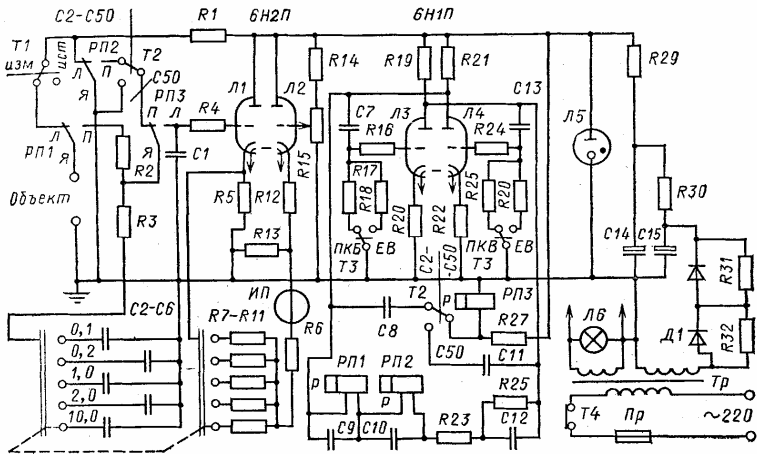 С2-С50 R1 6Н2П 6Н1П
Т1 изм ист РП2 Л П Я Т2 С50 РП3 П Л Я
Л1 Л2 R14 R19 R21 С13 R29
R4 С1 С7 Л3 Л4 Л5
R16 R24 R15
РП1 Л П Я R2 R3
R5 R12 R17 R18 R20 R22 R25 R20 R30
Объект
R13 ПКБ ЕВ Т3 С2-С50 ПКВ ЕВ Т3 С14 С15
ИП Т2 Р РП3 R31
С2-С6 R7-R11 R6 С8 R27 Л6 Д1 R32
0,1
0,2
1,0
2,0
10,0
С50 С11
РП1 РП2 Р Р R25 Тр
С9 С10 R23 С12 Т4 Пр ~220